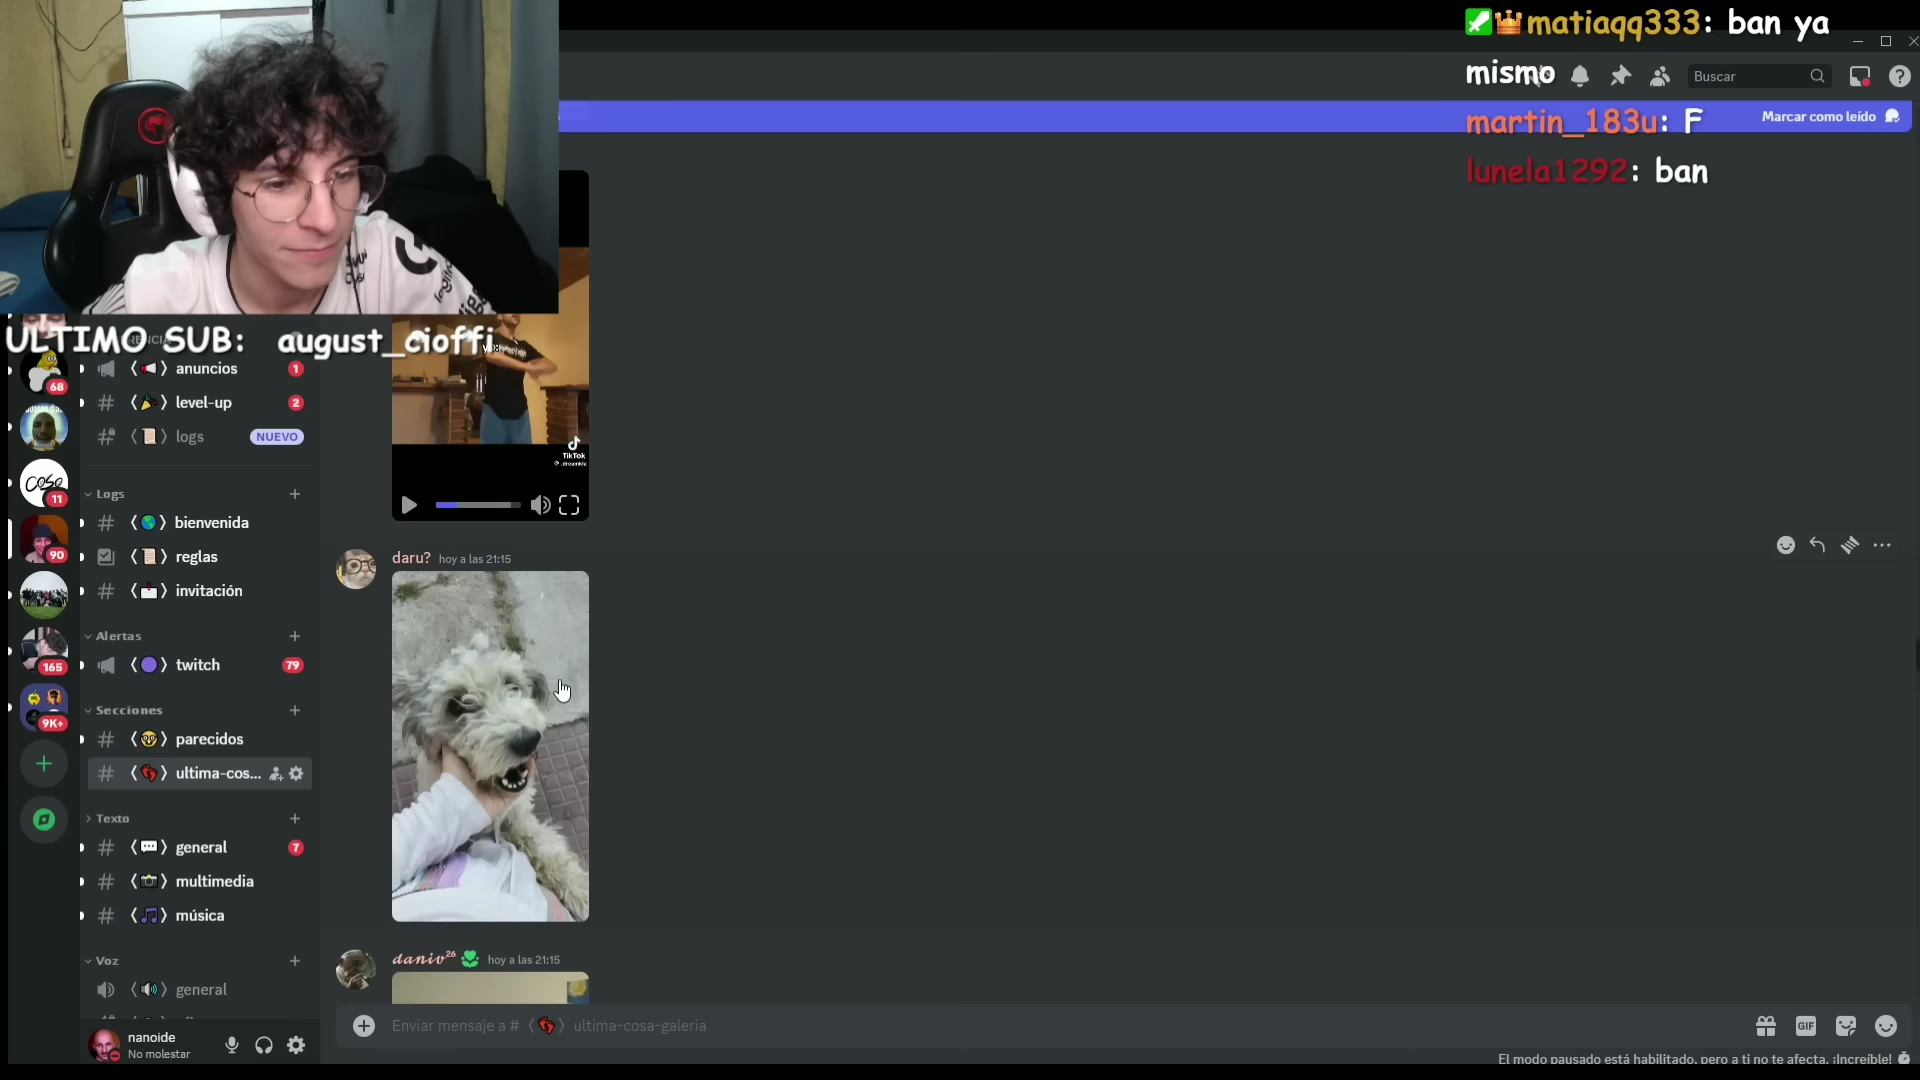 matiaqq333: ban ya
mismo
Buscar
martin_183u: F
Marcar como leído
lunela1292: ban
ULTIMO SUB: august_cioffi
anuncios 1
68
level-up 2
logs NUEVO
TikTok
COSO
11
Logs
bienvenida
90
reglas
invitación
daru? hoy a las 21:15
Alertas
twitch 79
165
Secciones
9K+
parecidos
ultima-cos...
Texto
general 7
multimedia
música
Voz
daniv26 hoy a las 21:15
general
Enviar mensaje a # ultima-cosa-galeria
GIF
nanoide
No molestar
El modo pausado está habilitado, pero a ti no te afecta. ¡Increíble!